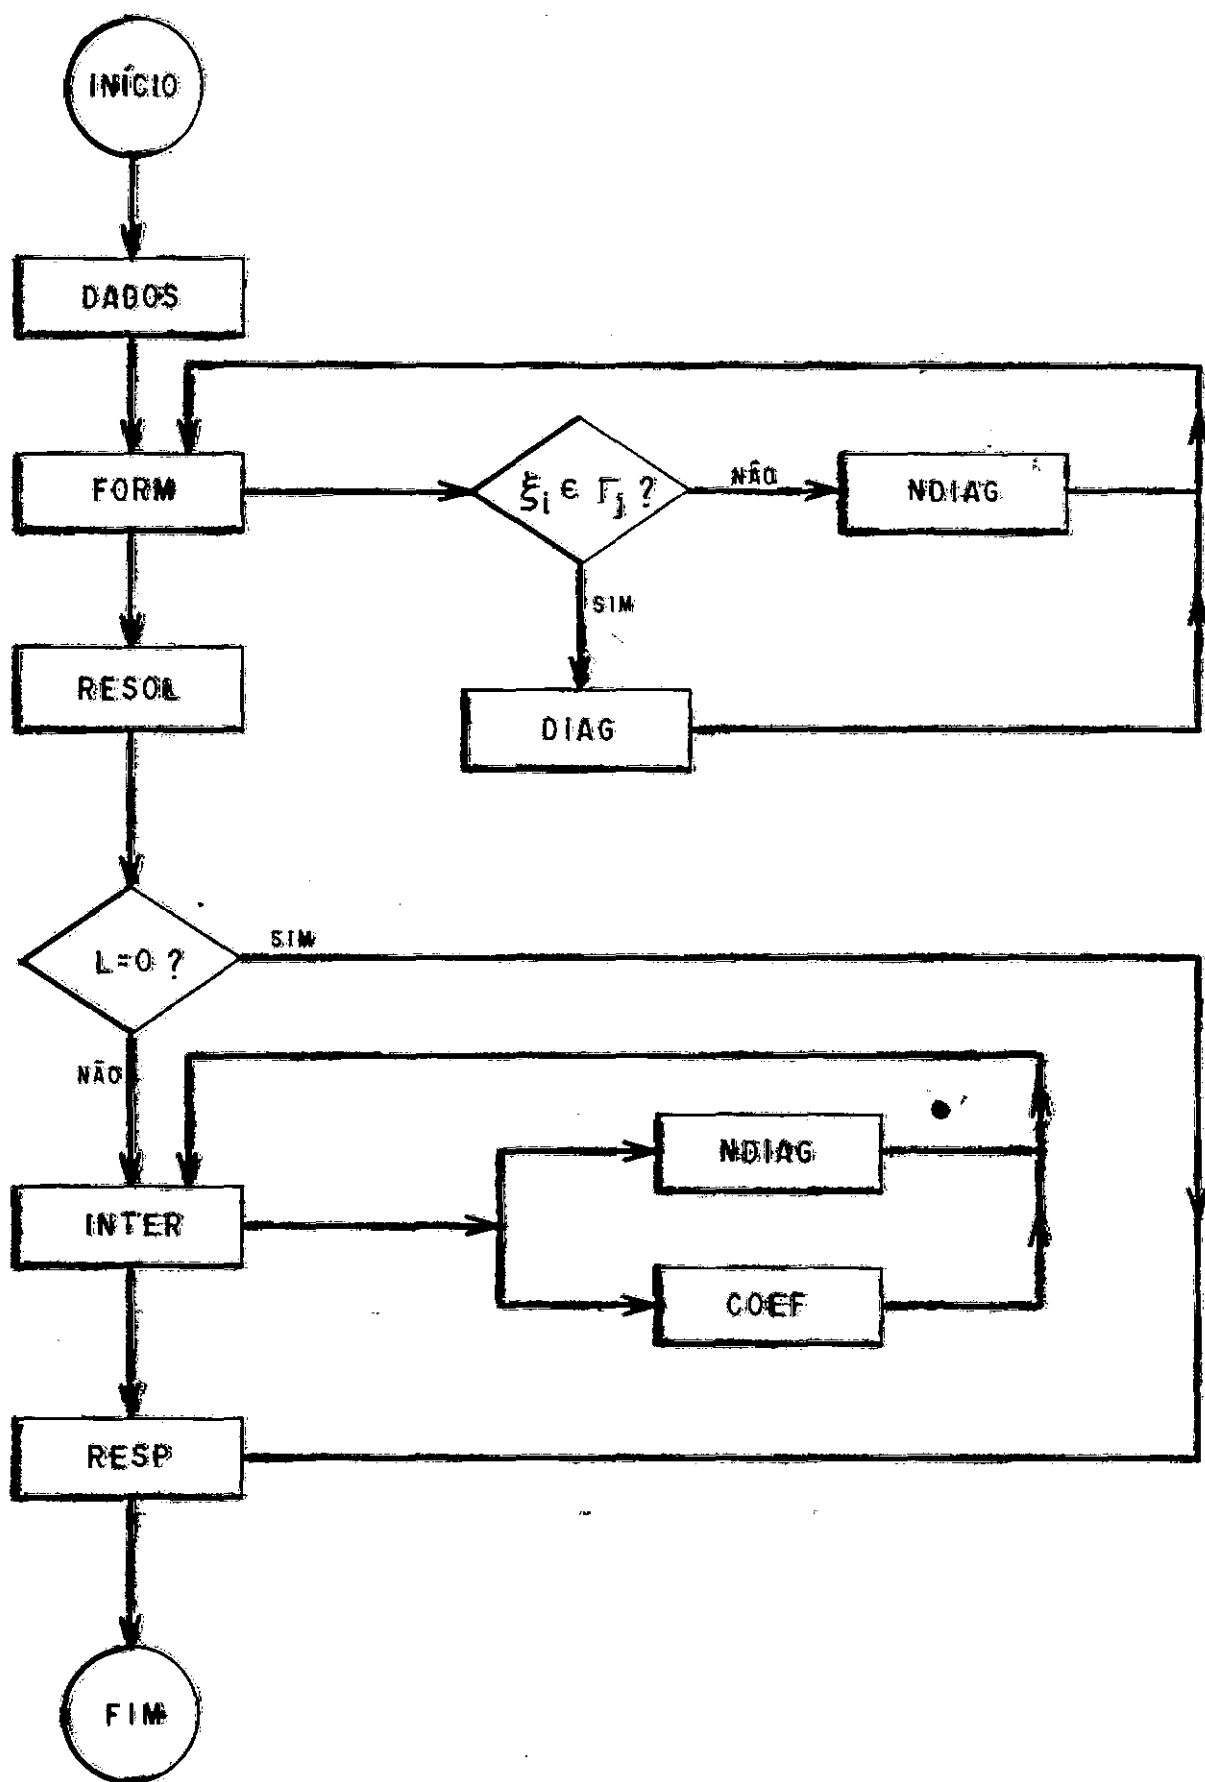 INÍCIO
DADOS
FORM
ξi ∈ Γj ?
NÃO
NDIAG
SIM
RESOL
DIAG
L=0 ?
SIM
NÃO
NDIAG
INTER
COEF
RESP
FIM